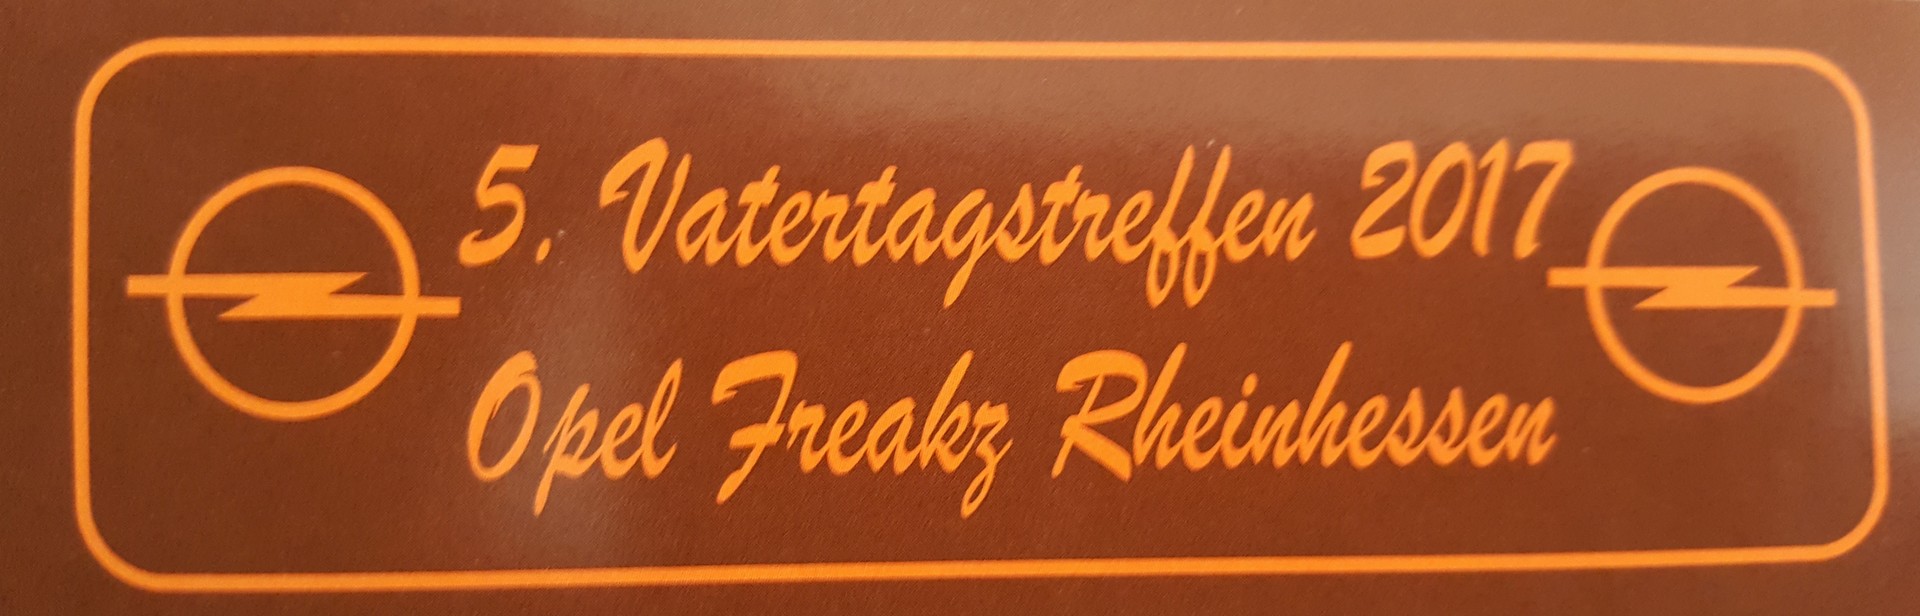 5. Vatertagstreffen 2017
Opel Freakz Rheinhessen